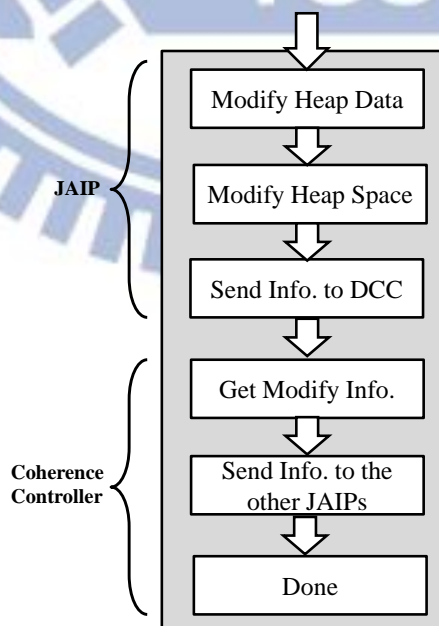 Modify Heap Data
JAIP
Modify Heap Space
Send Info. to DCC
Get Modify Info.
Coherence
Controller
Send Info. to the
other JAIPs
Done